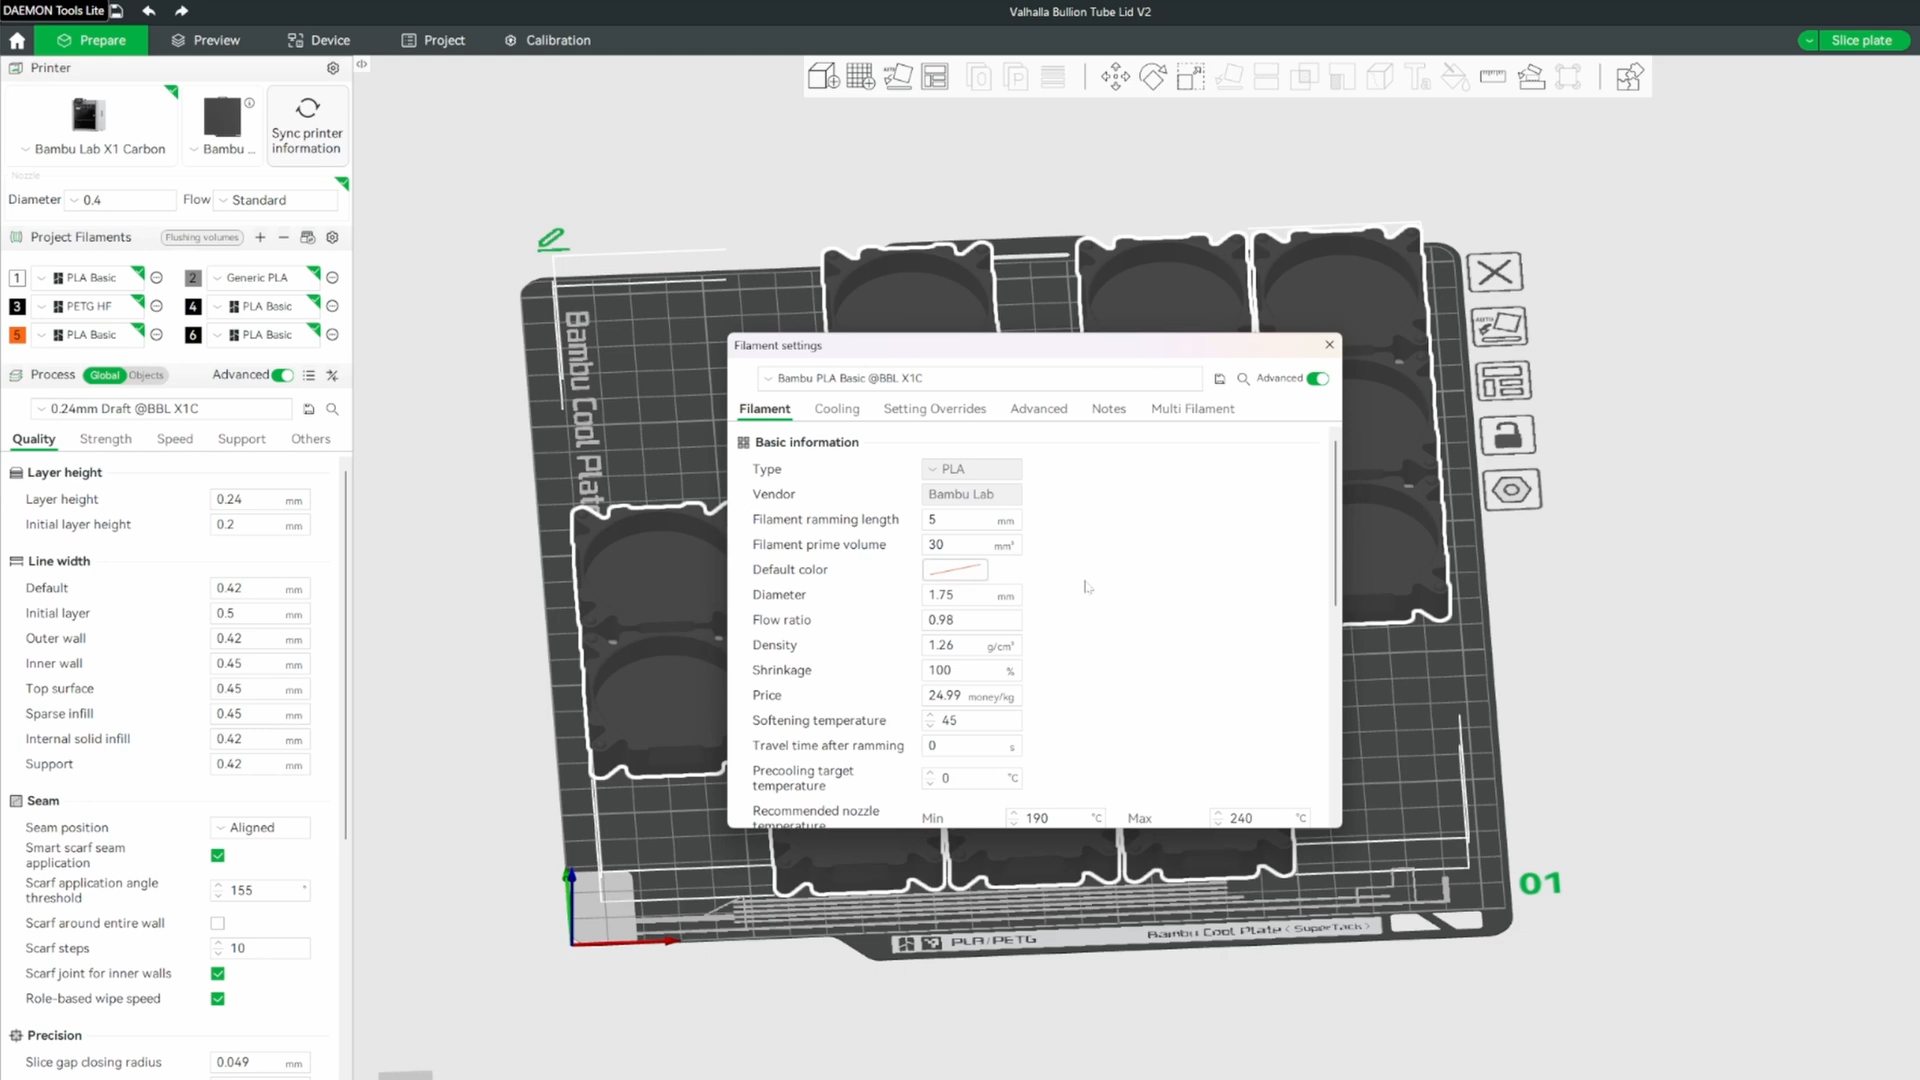 DAEMON Tools Lite
Valhalla Bullion Tube Lid V2
Prepare
Preview
Device
Project
Calibration
Slice plate
Printer
Bambu Lab X1 Carbon
Bambu ...
Sync printer
information
Nozzle
Diameter 0.4 Flow Standard
Project Filaments Flushing volumes
1 PLA Basic 2 Generic PLA
3 PETG HF 4 PLA Basic
5 PLA Basic 6 PLA Basic
Process Global Objects Advanced
0.24mm Draft @BBL X1C
Quality Strength Speed Support Others
Layer height
Layer height 0.24 mm
Initial layer height 0.2 mm
Line width
Default 0.42 mm
Initial layer 0.5 mm
Outer wall 0.42 mm
Inner wall 0.45 mm
Top surface 0.45 mm
Sparse infill 0.45 mm
Internal solid infill 0.42 mm
Support 0.42 mm
Seam
Seam position Aligned
Smart scarf seam
application
Scarf application angle
threshold 155 °
Scarf around entire wall
Scarf steps 10
Scarf joint for inner walls
Role-based wipe speed
Precision
Slice gap closing radius 0.049 mm
AUTO
Bambu Cool Plate
Filament settings
Bambu PLA Basic @BBL X1C
Advanced
Filament Cooling Setting Overrides Advanced Notes Multi Filament
Basic information
Type PLA
Vendor Bambu Lab
Filament ramming length 5 mm
Filament prime volume 30 mm³
Default color
Diameter 1.75 mm
Flow ratio 0.98
Density 1.26 g/cm³
Shrinkage 100 %
Price 24.99 money/kg
Softening temperature 45
Travel time after ramming 0 s
Precooling target
temperature 0 °C
Recommended nozzle
temperature Min 190 °C Max 240 °C
AUTO
01
PLA/PETG
Bambu Cool Plate (SuperTack)